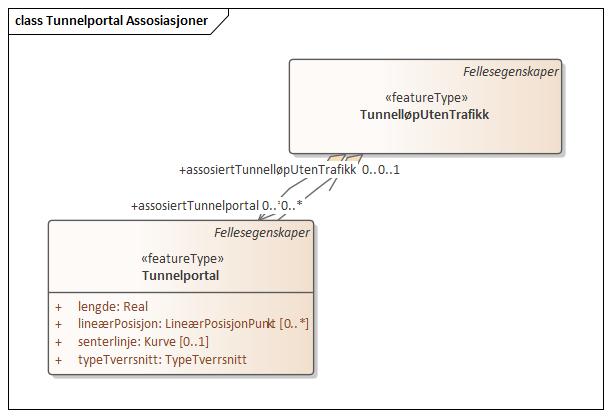 class Tunnelportal Assosiasjoner
Fellesegenskaper
«featureType»
TunnelløpUtenTrafikk
+assosiertTunnelløpUtenTrafikk 0..0..1
+assosiertTunnelportal 0..*0..*
Fellesegenskaper
«featureType»
Tunnelportal
+ lengde: Real
+ lineærPosisjon: LineærPosisjonPunkt [0..*]
+ senterlinje: Kurve [0..1]
+ typeTverrsnitt: TypeTverrsnitt